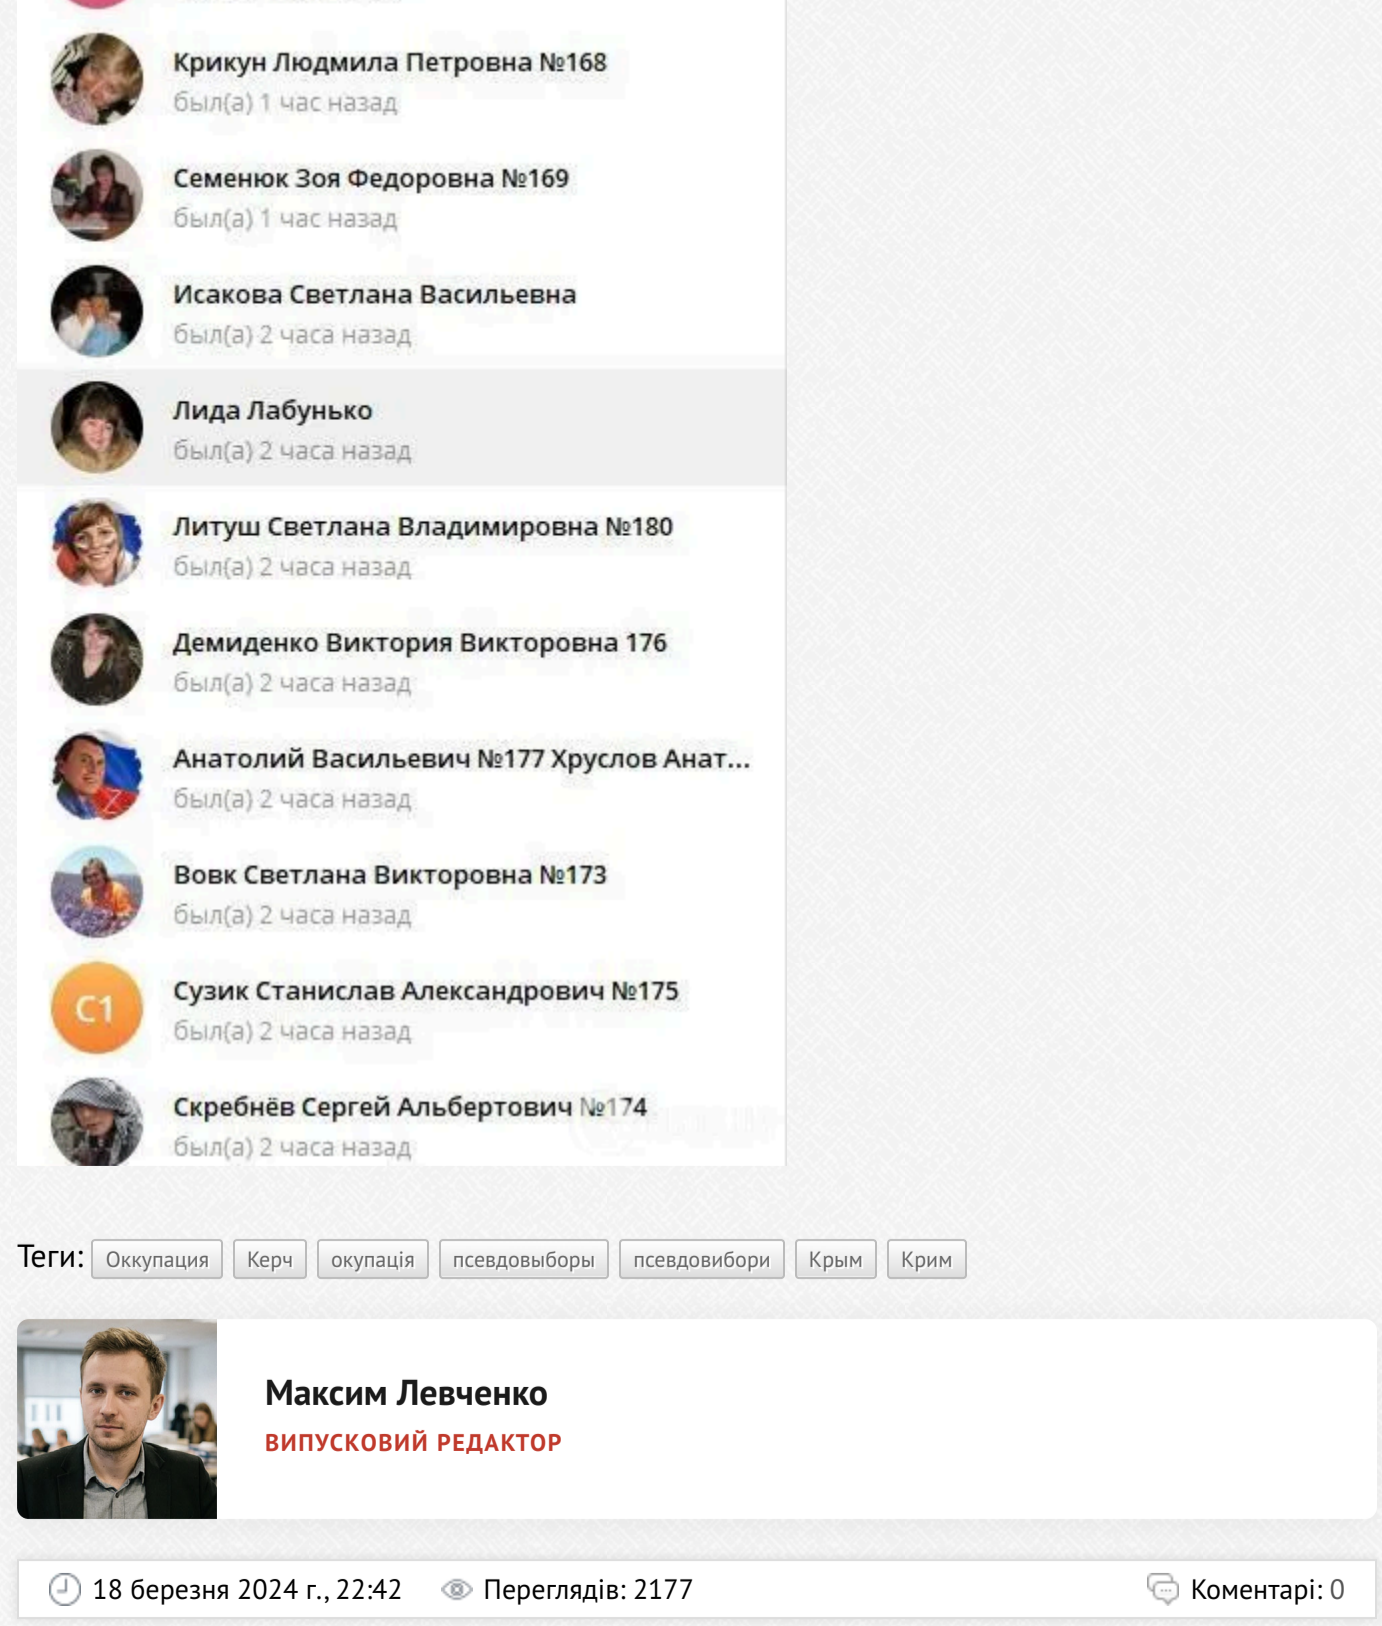 Крикун Людмила Петровна №168
был(а) 1 час назад
Семенюк Зоя Федоровна №169
был(а) 1 час назад
Исакова Светлана Васильевна
был(а) 2 часа назад
Лида Лабунько
был(а) 2 часа назад
Литуш Светлана Владимировна №180
был(а) 2 часа назад
Демиденко Виктория Викторовна 176
был(а) 2 часа назад
Анатолий Васильевич №177 Хруслов Анат...
был(а) 2 часа назад
Вовк Светлана Викторовна №173
был(а) 2 часа назад
С1
Сузик Станислав Александрович №175
был(а) 2 часа назад
Скребнёв Сергей Альбертович №174
был(а) 2 часа назад
Теги: Оккупация Керч окупація псевдовыборы псевдовибори Крым Крим
Максим Левченко
ВИПУСКОВИЙ РЕДАКТОР
18 березня 2024 г., 22:42 Переглядів: 2177 Коментарі: 0